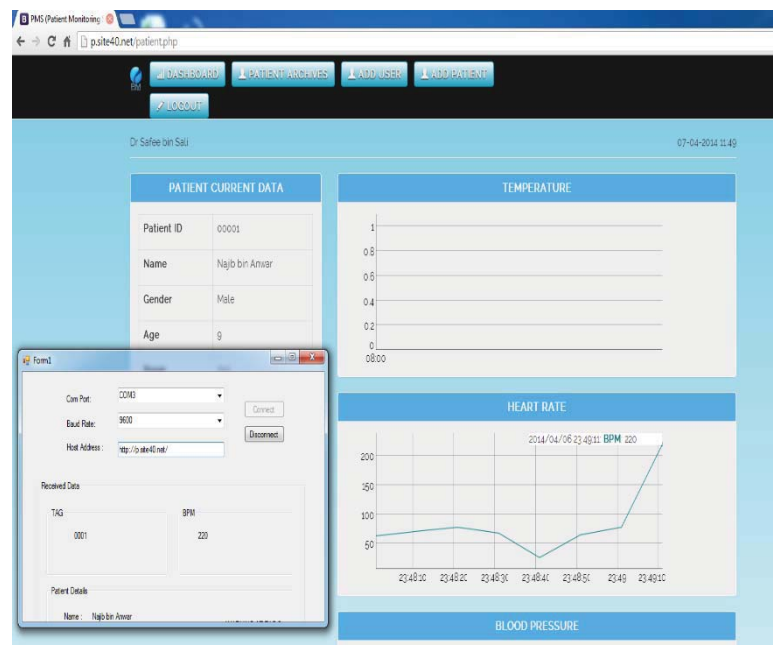 PMS (Patient Monitoring
p.site40.net/patient.php
BM
DASHBOARD PATIENT ARCHIVES ADD USER ADD PATIENT
LOGOUT
Dr Safee bin Sali 07-04-2014 11:49
PATIENT CURRENT DATA
Patient ID 00001
Name Najib bin Anwar
Gender Male
Age 9
TEMPERATURE
1
0.8
0.6
0.4
0.2
0
08:00
HEART RATE
2014/04/06 23:49:11: BPM 220
200
150
100
50
23:48:10 23:48:20 23:48:30 23:48:40 23:48:50 23:49 23:49:10
BLOOD PRESSURE
Form1
Com Port: COM3
Connect
Baud Rate: 9600
Disconnect
Host Address : http://p.site40.net/
Received Data
TAG BPM
0001 220
Patient Details
Name : Najib bin Anwar